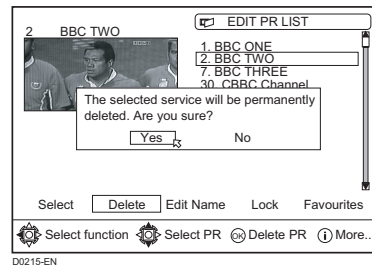 EDIT PR LIST
2 BBC TWO
1. BBC ONE
2. BBC TWO
7. BBC THREE
30. CBBC Channel
The selected service will be permanently
deleted. Are you sure?
Yes No
Select Delete Edit Name Lock Favourites
Select function Select PR OK Delete PR i More..
D0215-EN